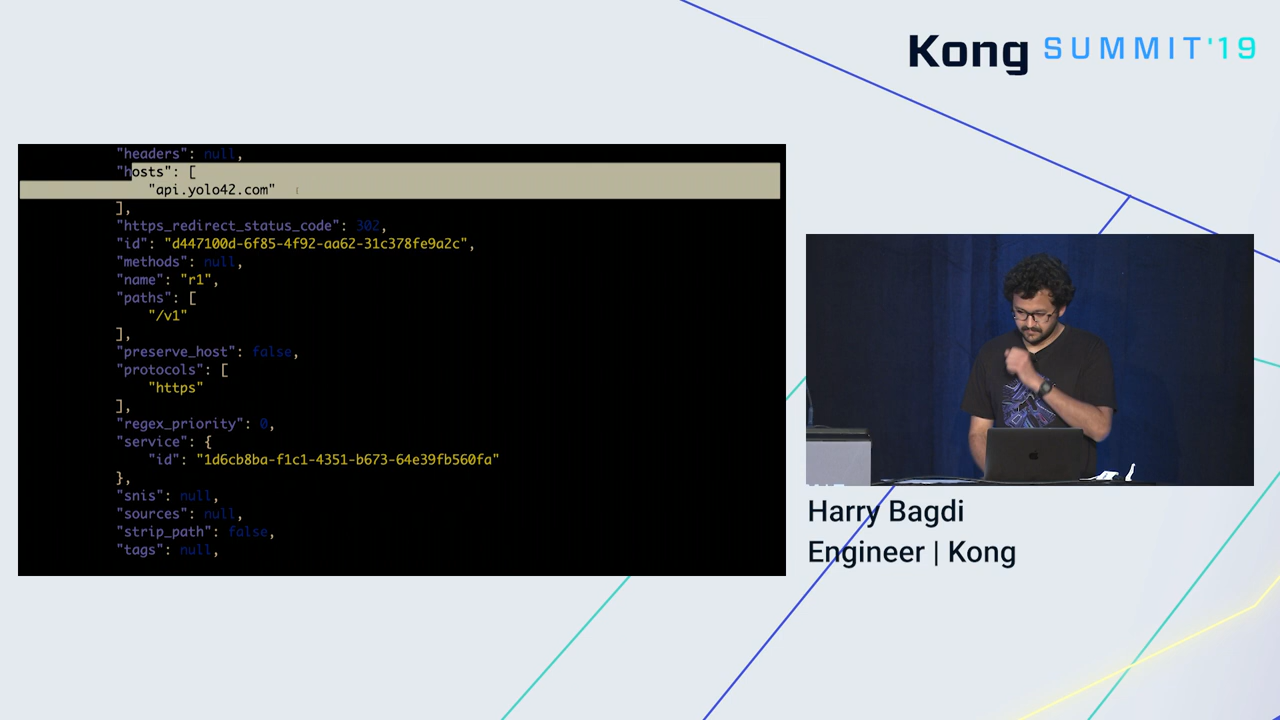 Kong SUMMIT'19
"headers": null,
"hosts": [
"api.yolo42.com"
],
"https_redirect_status_code": 302,
"id": "d447100d-6f85-4f92-aa62-31c378fe9a2c",
"methods": null,
"name": "r1",
"paths": [
"/v1"
],
"preserve_host": false,
"protocols": [
"https"
],
"regex_priority": 0,
"service": {
"id": "1d6cb8ba-f1c1-4351-b673-64e39fb560fa"
},
"snis": null,
"sources": null,
"strip_path": false,
"tags": null,
Harry Bagdi
Engineer | Kong